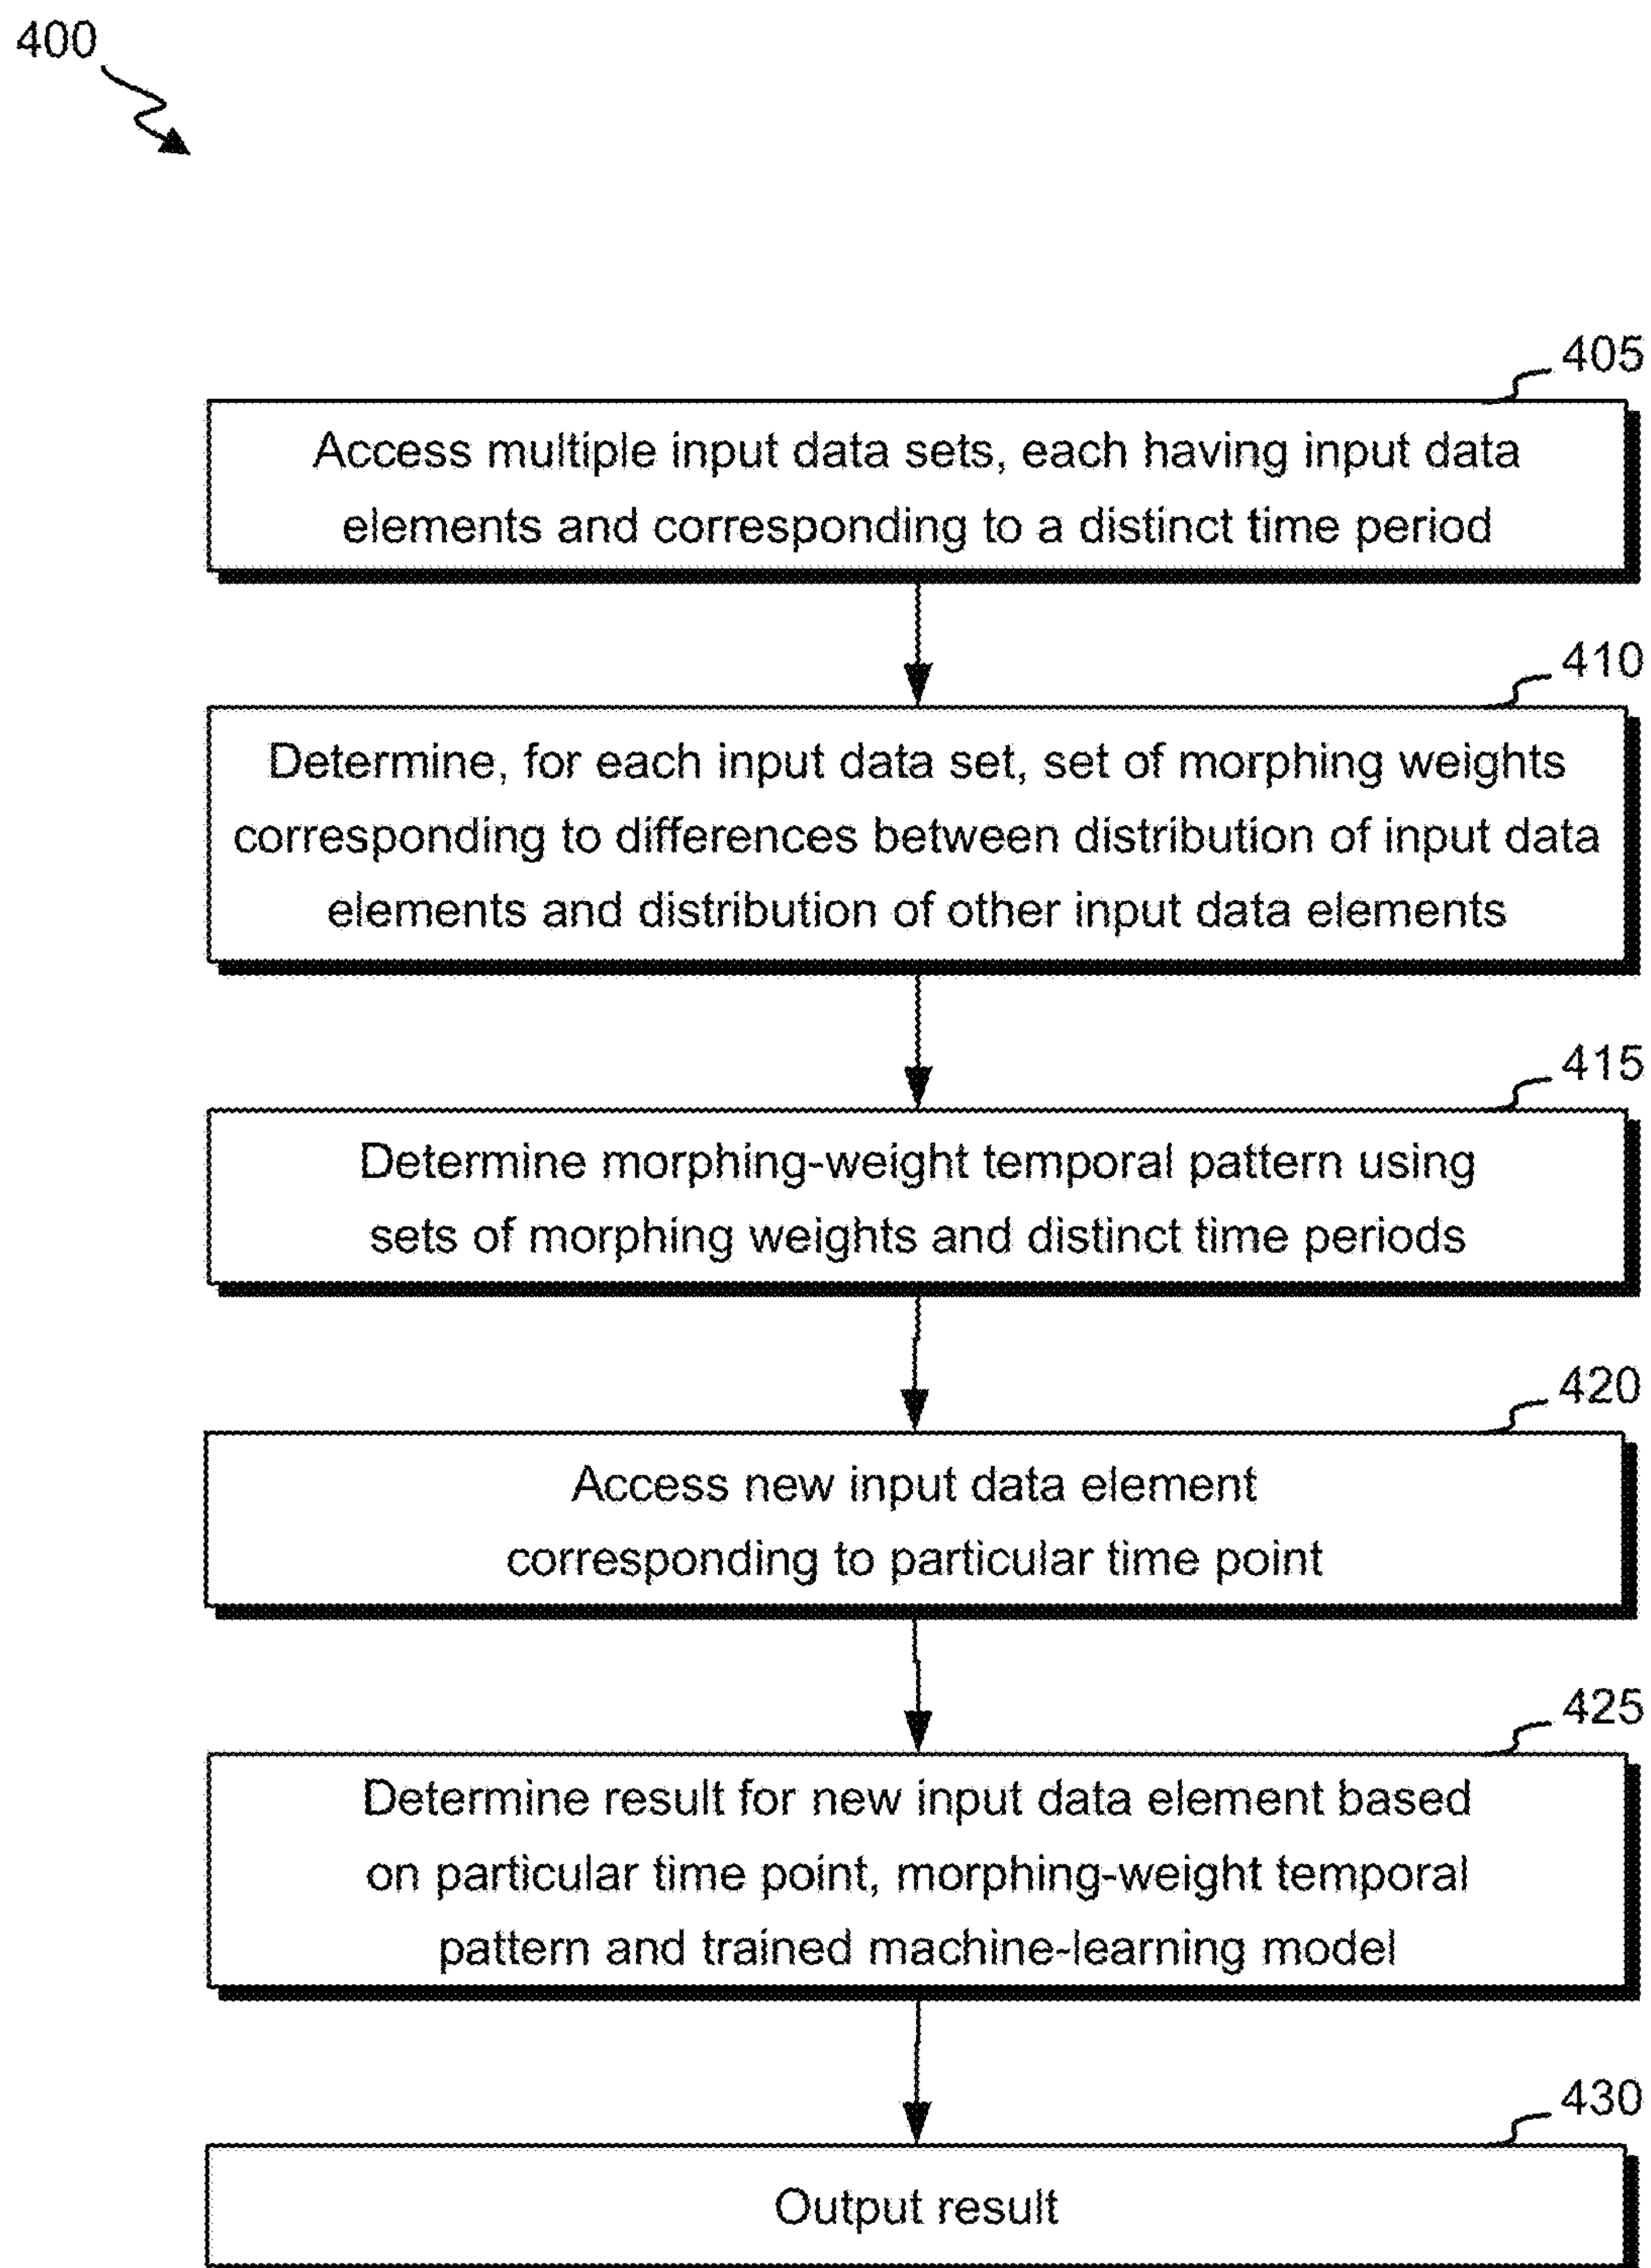 400
405
Access multiple input data sets, each having input data
elements and corresponding to a distinct time period
410
Determine, for each input data set, set of morphing weights
corresponding to differences between distribution of input data
elements and distribution of other input data elements
415
Determine morphing-weight temporal pattern using
sets of morphing weights and distinct time periods
420
Access new input data element
corresponding to particular time point
425
Determine result for new input data element based
on particular time point, morphing-weight temporal
pattern and trained machine-learning model
430
Output result